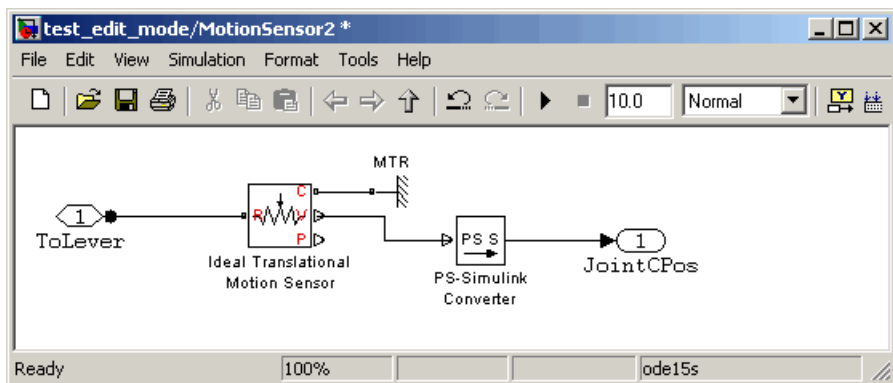 test_edit_mode/MotionSensor2 *
File Edit View Simulation Format Tools Help
10.0 Normal
MTR
C
1 R V
P
ToLever
Ideal Translational
Motion Sensor
PS S
PS-Simulink
Converter
1
JointCPos
Ready 100% ode15s